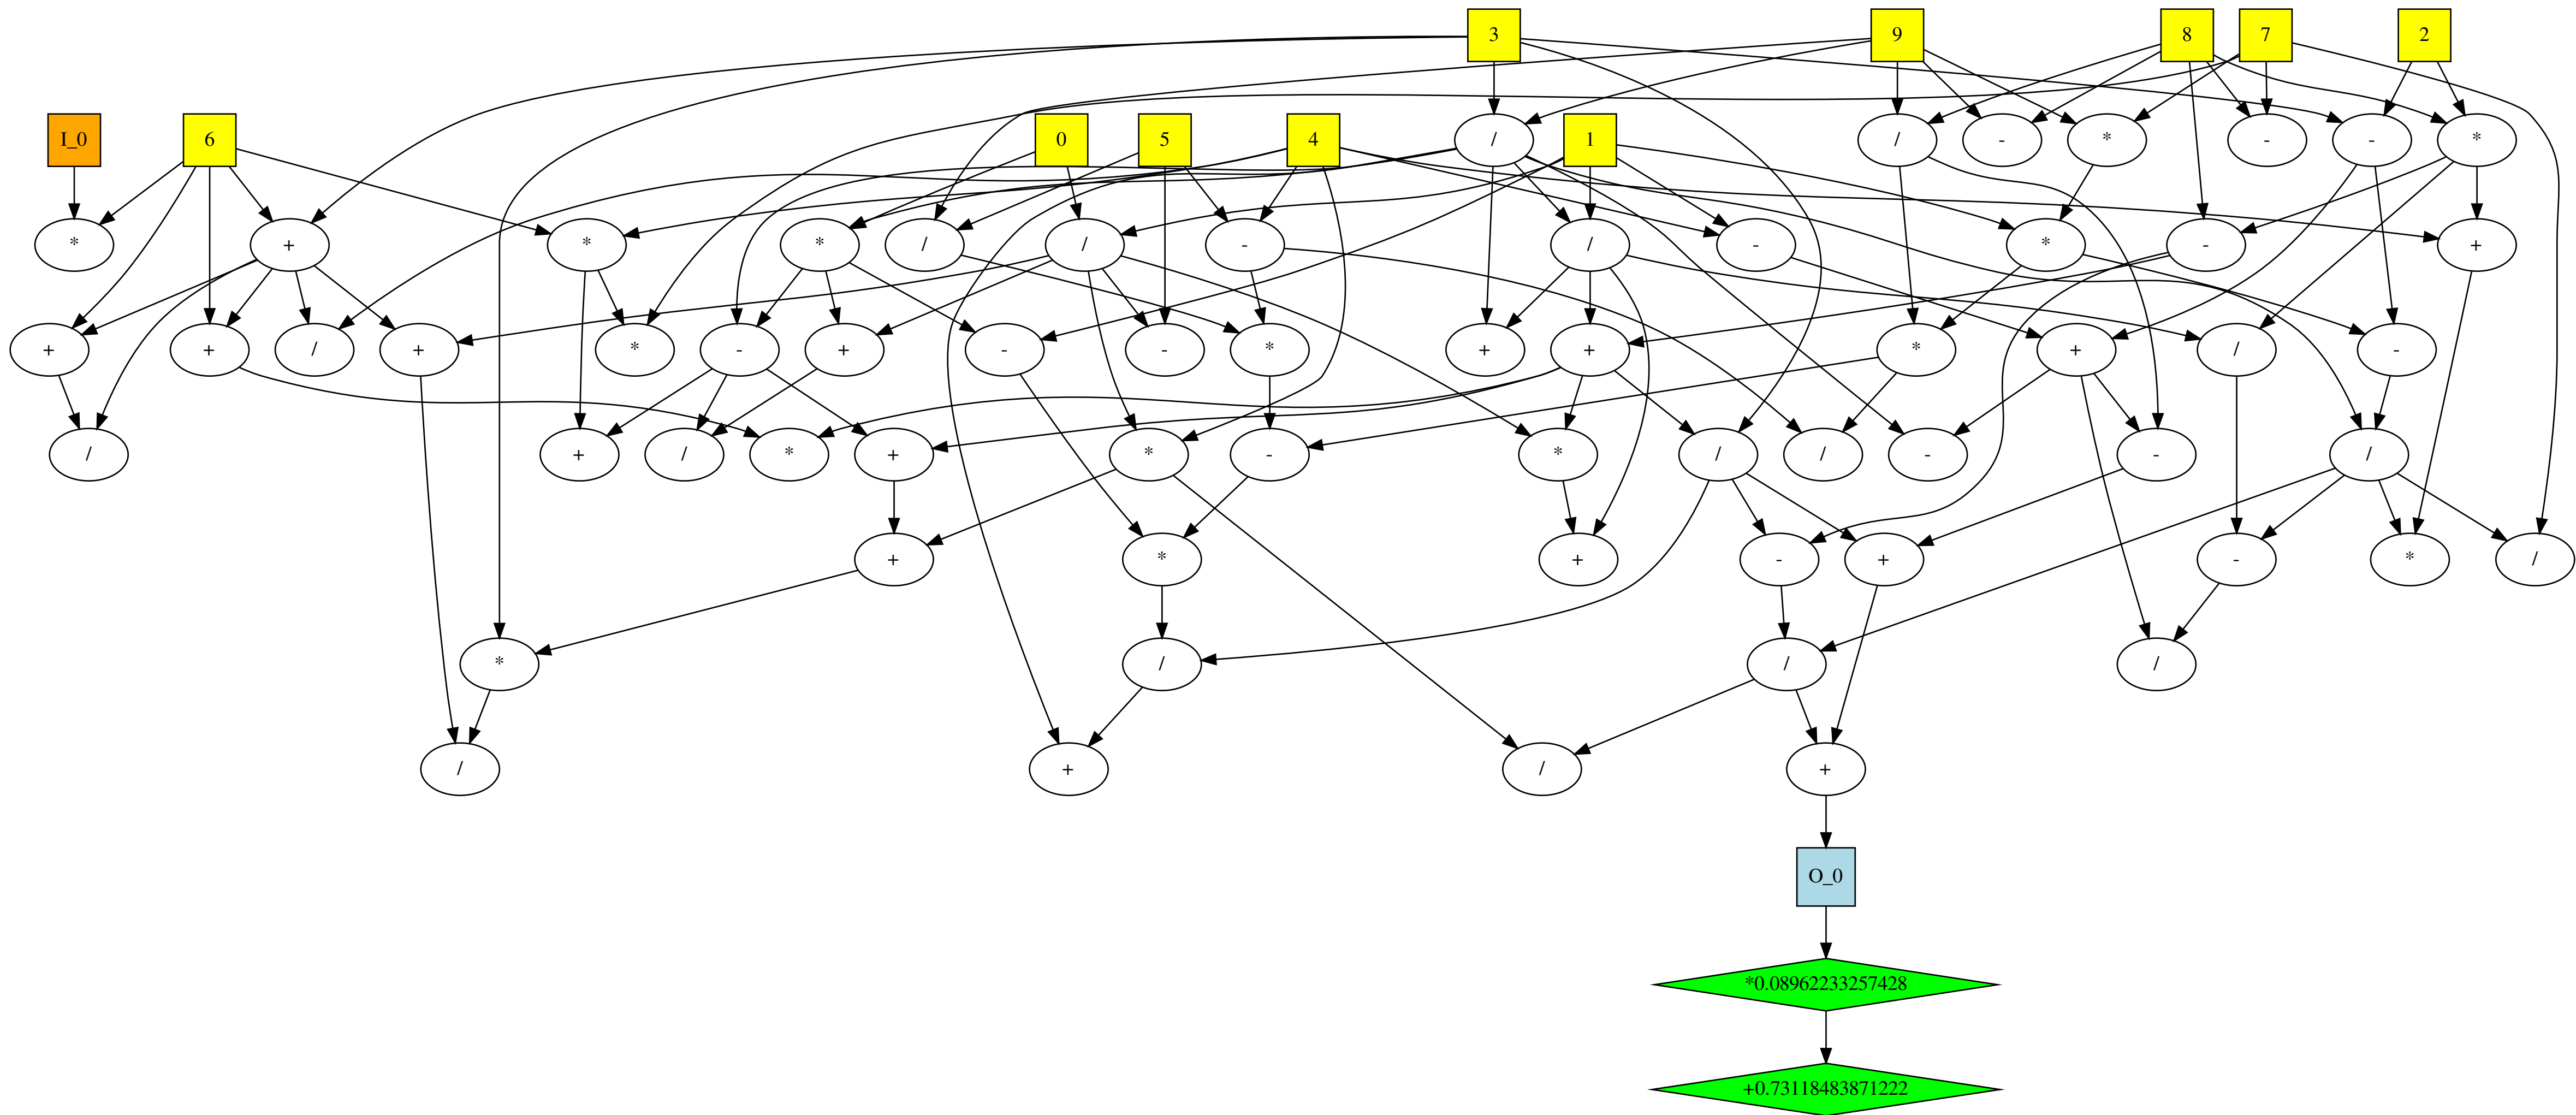 3 9 8 7 2
I_0 6 0 5 4 / 1 / - * - - *
* + * * / / - / - * - +
+ + / + * - + - - * + + * + / -
/ + / * + * - * / / - - /
+ * + - + - * /
* / / /
/ + / +
O_0
*0.08962233257428
+0.73118483871222